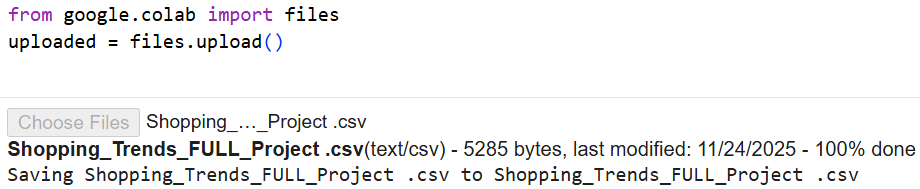 from google.colab import files
uploaded = files.upload()
Choose Files Shopping_..._Project .csv
Shopping_Trends_FULL_Project .csv(text/csv) - 5285 bytes, last modified: 11/24/2025 - 100% done
Saving Shopping_Trends_FULL_Project .csv to Shopping_Trends_FULL_Project .csv